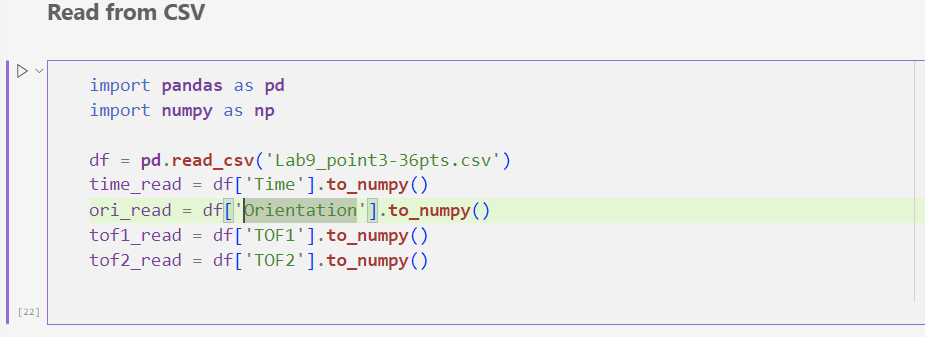 Read from CSV
import pandas as pd
import numpy as np
df = pd.read_csv('Lab9_point3-36pts.csv')
time_read = df['Time'].to_numpy()
ori_read = df['Orientation'].to_numpy()
tof1_read = df['TOF1'].to_numpy()
tof2_read = df['TOF2'].to_numpy()
[22]